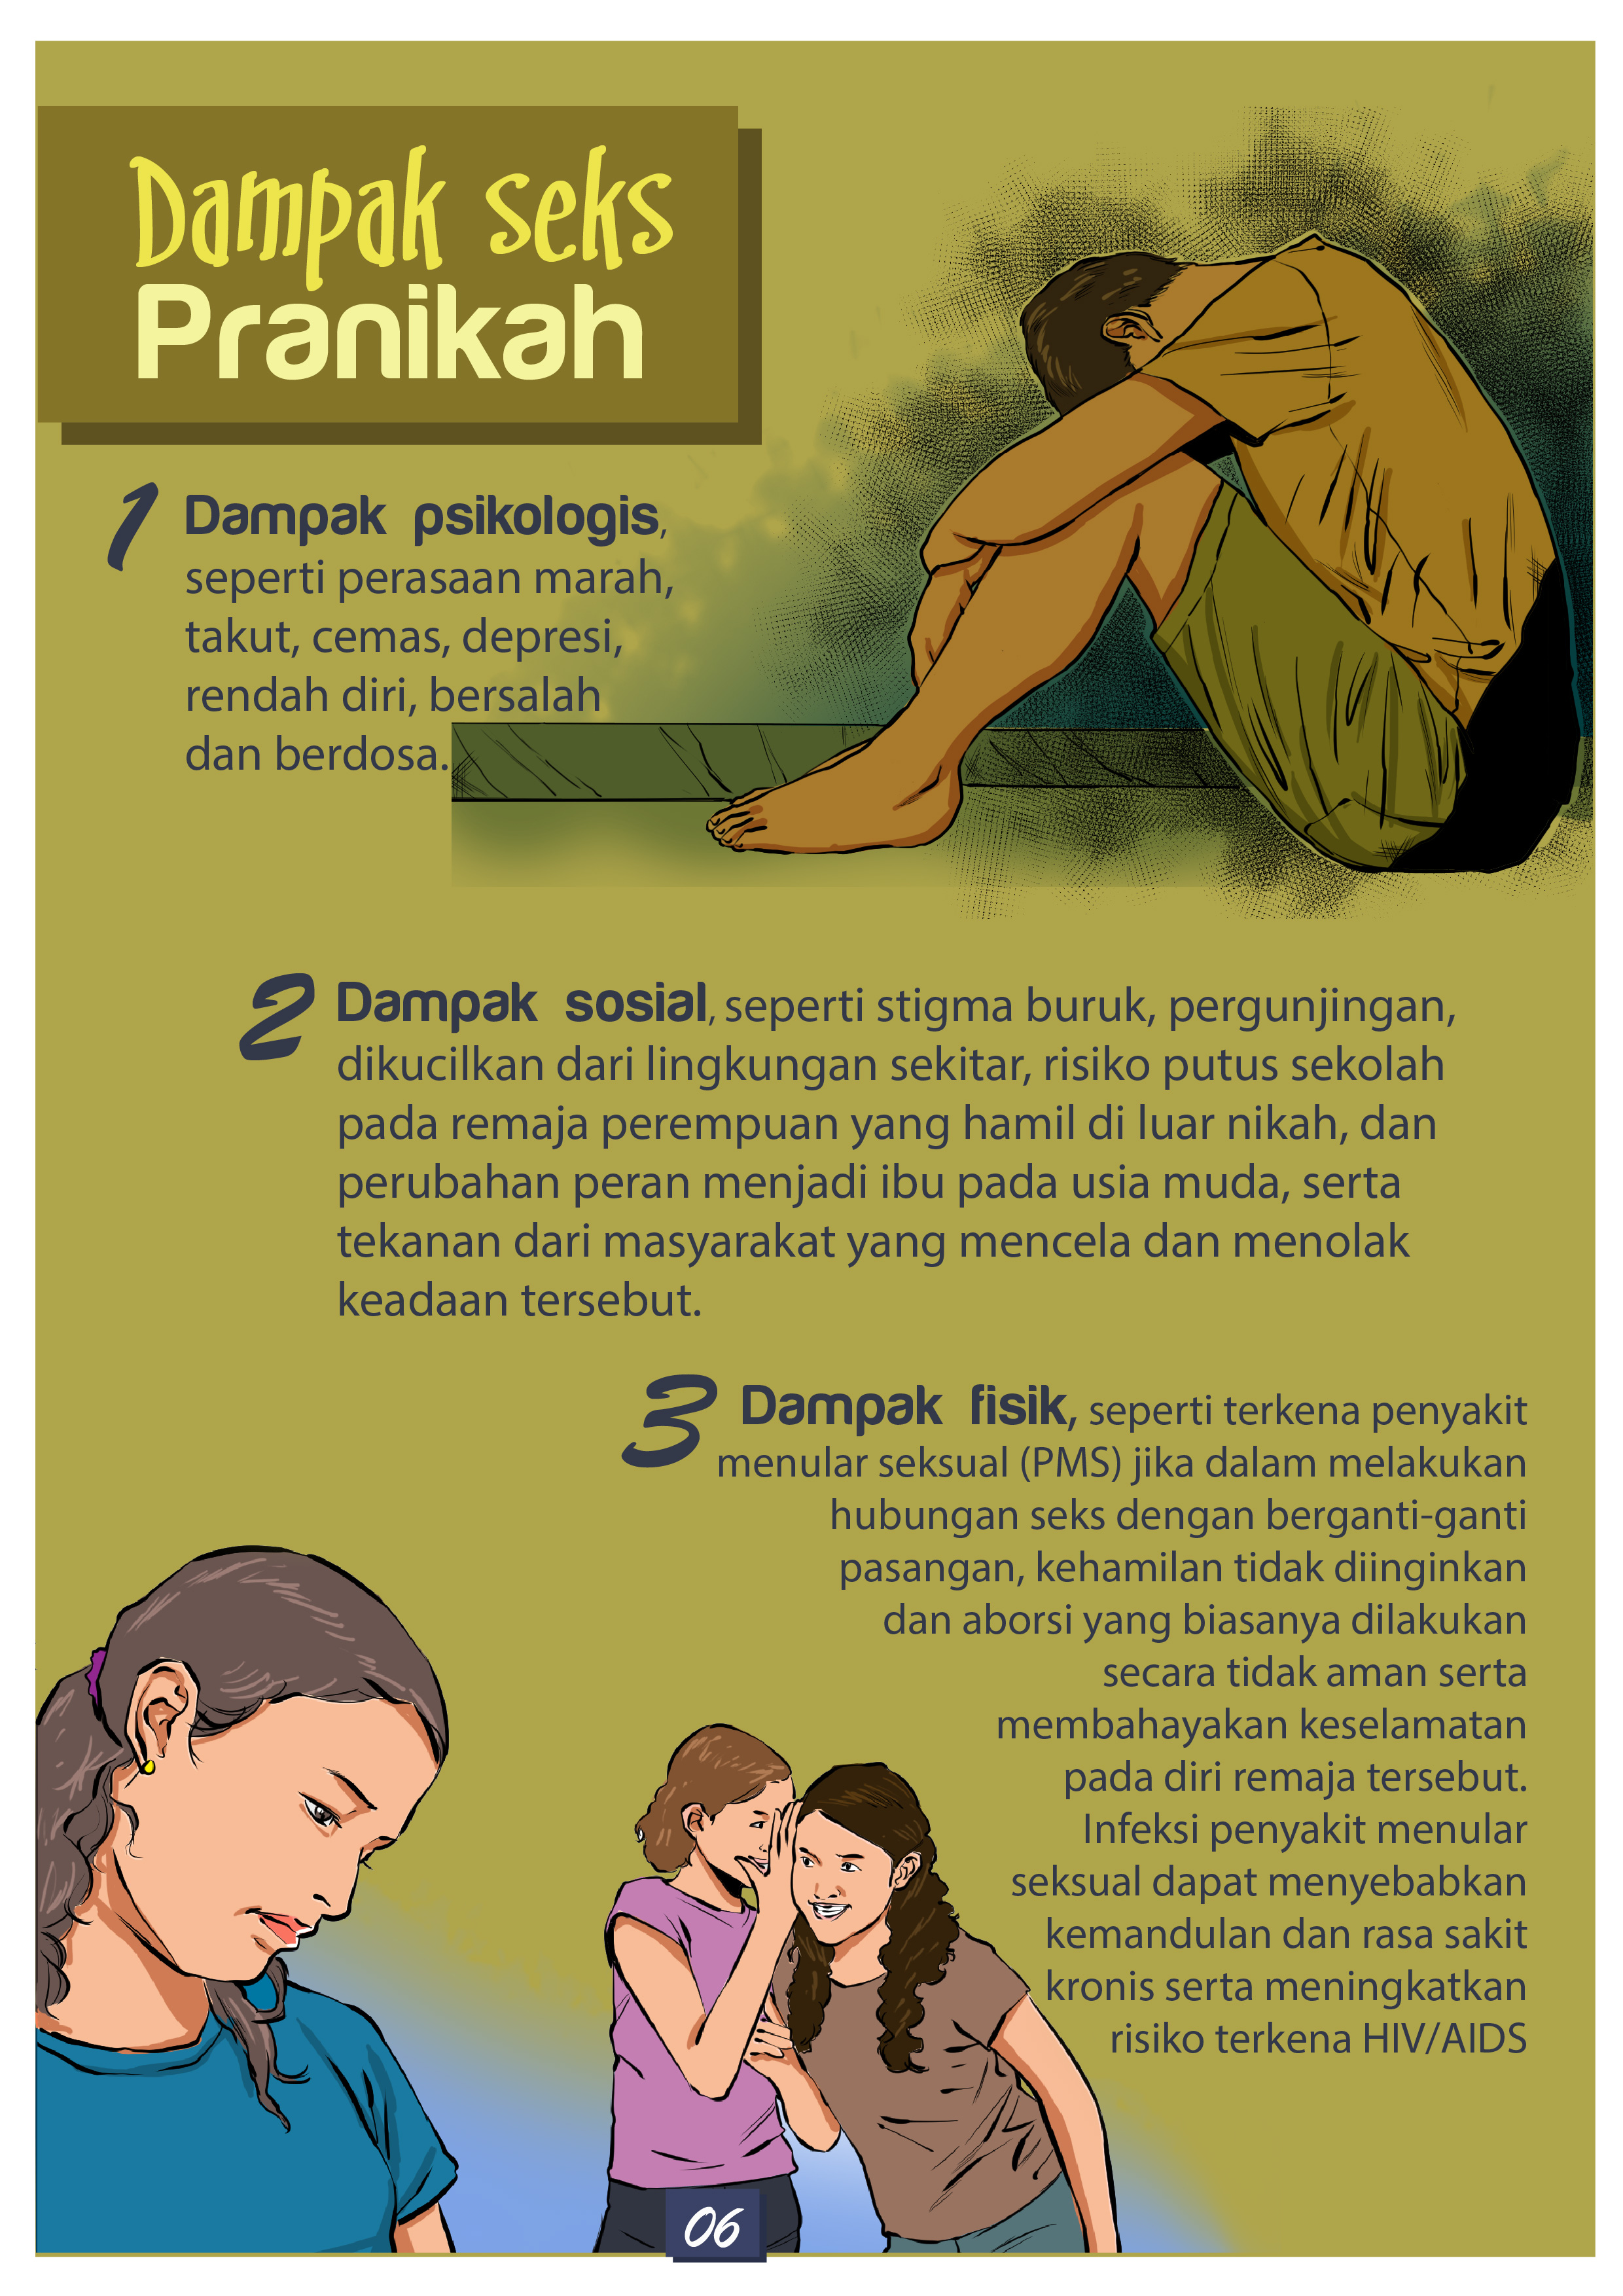 Dampak seks
Pranikah
1 Dampak psikologis,
seperti perasaan marah,
takut, cemas, depresi,
rendah diri, bersalah
dan berdosa.
2 Dampak sosial, seperti stigma buruk, pergunjingan,
dikucilkan dari lingkungan sekitar, risiko putus sekolah
pada remaja perempuan yang hamil di luar nikah, dan
perubahan peran menjadi ibu pada usia muda, serta
tekanan dari masyarakat yang mencela dan menolak
keadaan tersebut.
3 Dampak fisik, seperti terkena penyakit
menular seksual (PMS) jika dalam melakukan
hubungan seks dengan berganti-ganti
pasangan, kehamilan tidak diinginkan
dan aborsi yang biasanya dilakukan
secara tidak aman serta
membahayakan keselamatan
pada diri remaja tersebut.
Infeksi penyakit menular
seksual dapat menyebabkan
kemandulan dan rasa sakit
kronis serta meningkatkan
risiko terkena HIV/AIDS
06